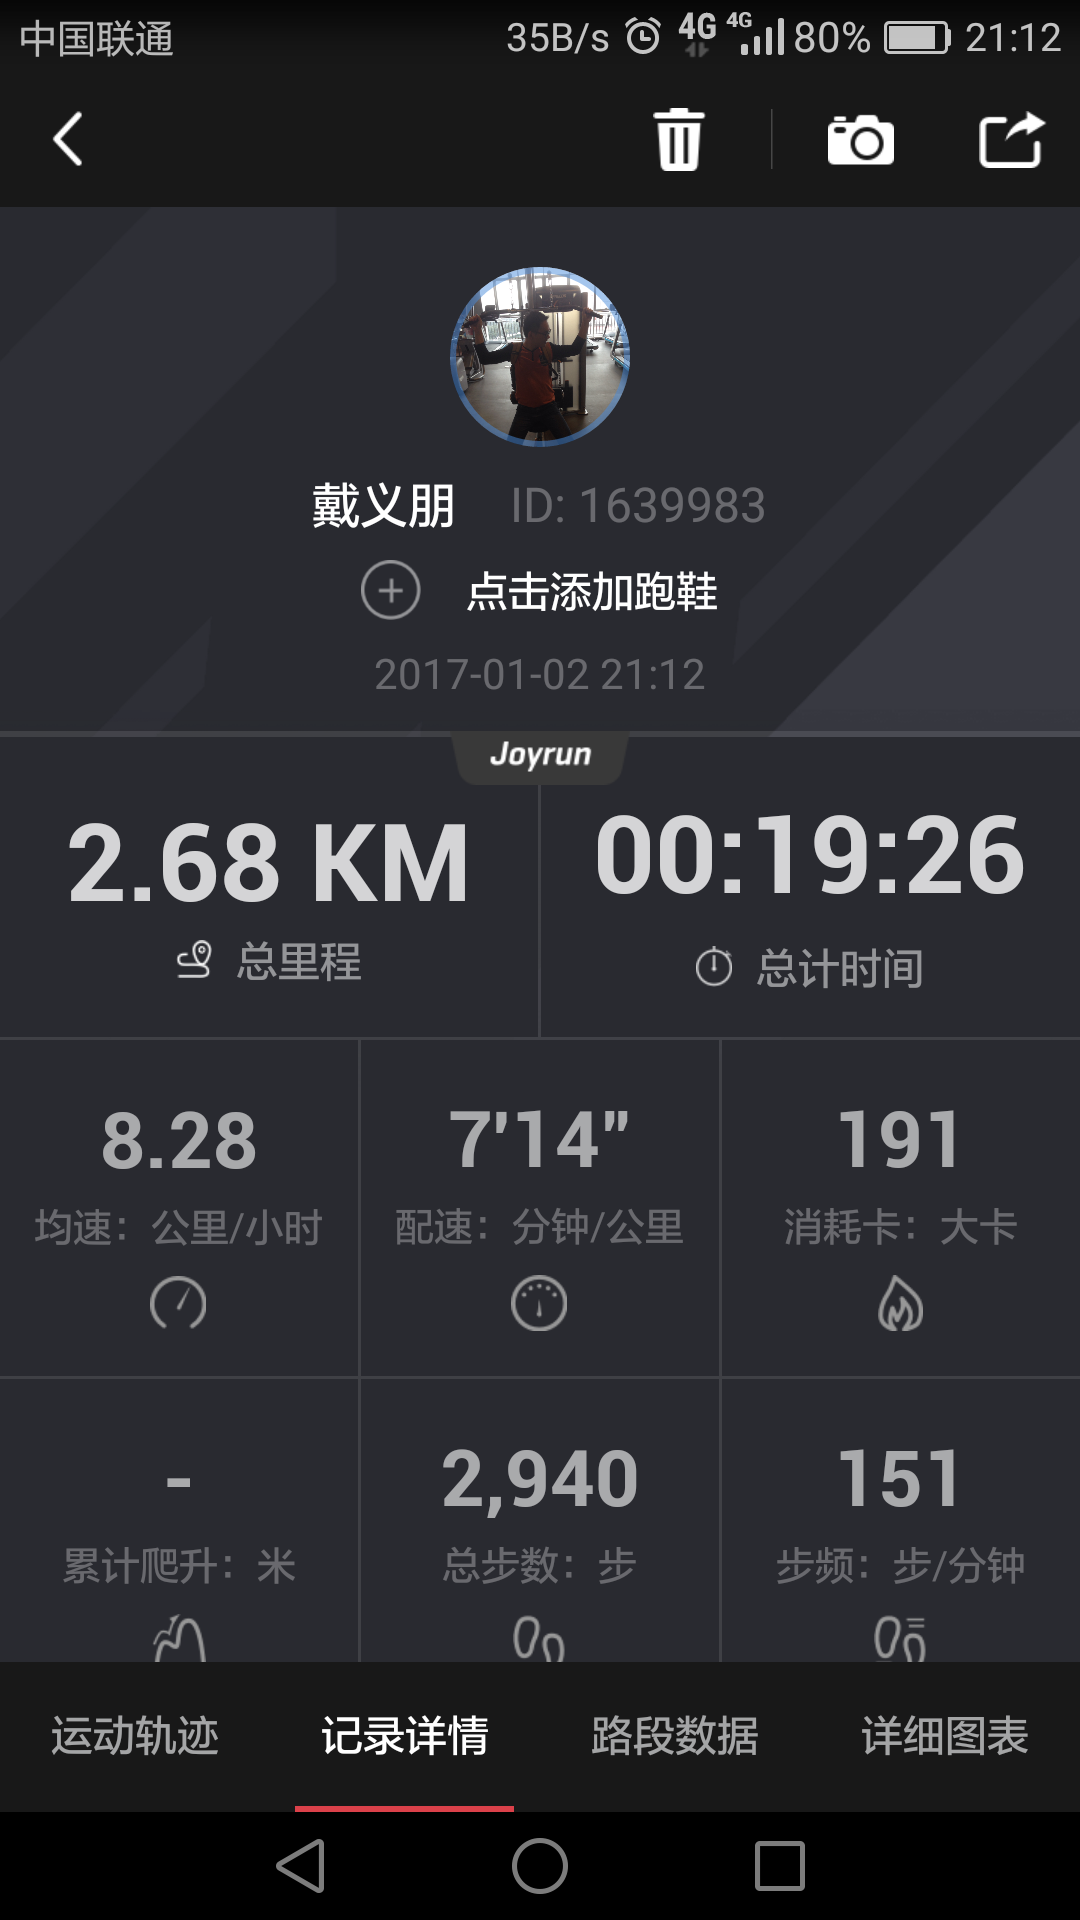 中国联通 35B/s 4G 4G 80% 21:12
戴义朋 ID: 1639983
点击添加跑鞋
2017-01-02 21:12
Joyrun
2.68 KM 00:19:26
总里程 总计时间
8.28 7'14" 191
均速：公里/小时 配速：分钟/公里 消耗卡：大卡
- 2,940 151
累计爬升：米 总步数：步 步频：步/分钟
运动轨迹 记录详情 路段数据 详细图表